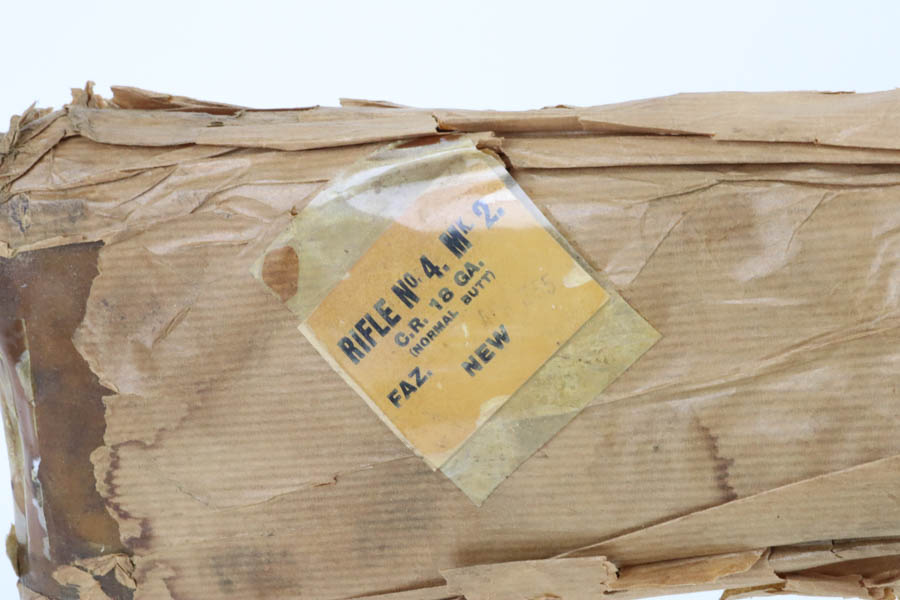 RIFLE No. 4. Mk 2.
C.R. 18 GA.
(NORMAL BUTT)
FAZ. NEW